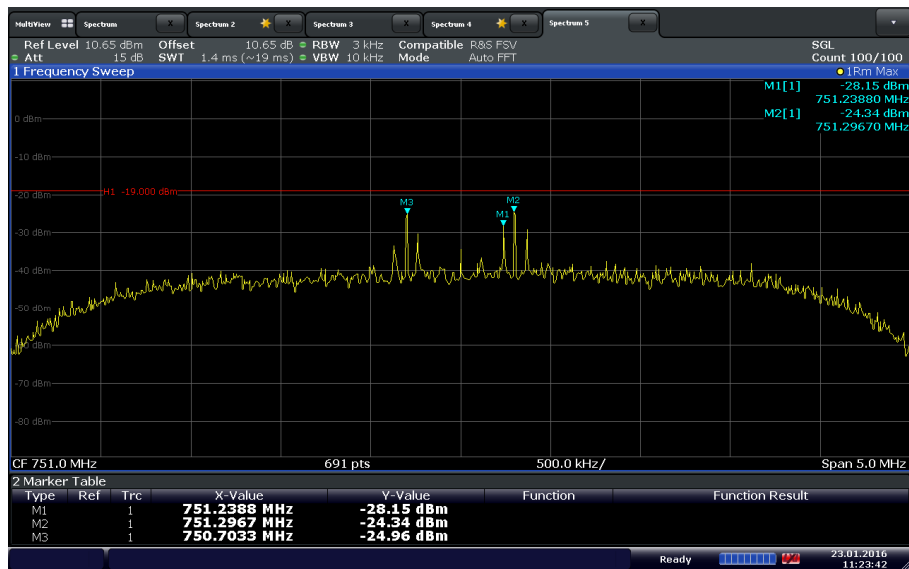 MultiView Spectrum X Spectrum 2 X Spectrum 3 X Spectrum 4 X Spectrum 5 X
Ref Level 10.65 dBm Offset 10.65 dB RBW 3 kHz Compatible R&S FSV SGL
Att 15 dB SWT 1.4 ms (~19 ms) VBW 10 kHz Mode Auto FFT Count 100/100
1 Frequency Sweep 1Rm Max
M1[1] -28.15 dBm
751.23880 MHz
M2[1] -24.34 dBm
751.29670 MHz
0 dBm
-10 dBm
H1 -19.000 dBm
-20 dBm
M3 M2
M1
-30 dBm
-40 dBm
-50 dBm
-60 dBm
-70 dBm
-80 dBm
CF 751.0 MHz 691 pts 500.0 kHz/ Span 5.0 MHz
2 Marker Table
Type Ref Trc X-Value Y-Value Function Function Result
M1 1 751.2388 MHz -28.15 dBm
M2 1 751.2967 MHz -24.34 dBm
M3 1 750.7033 MHz -24.96 dBm
Ready 23.01.2016
11:23:42